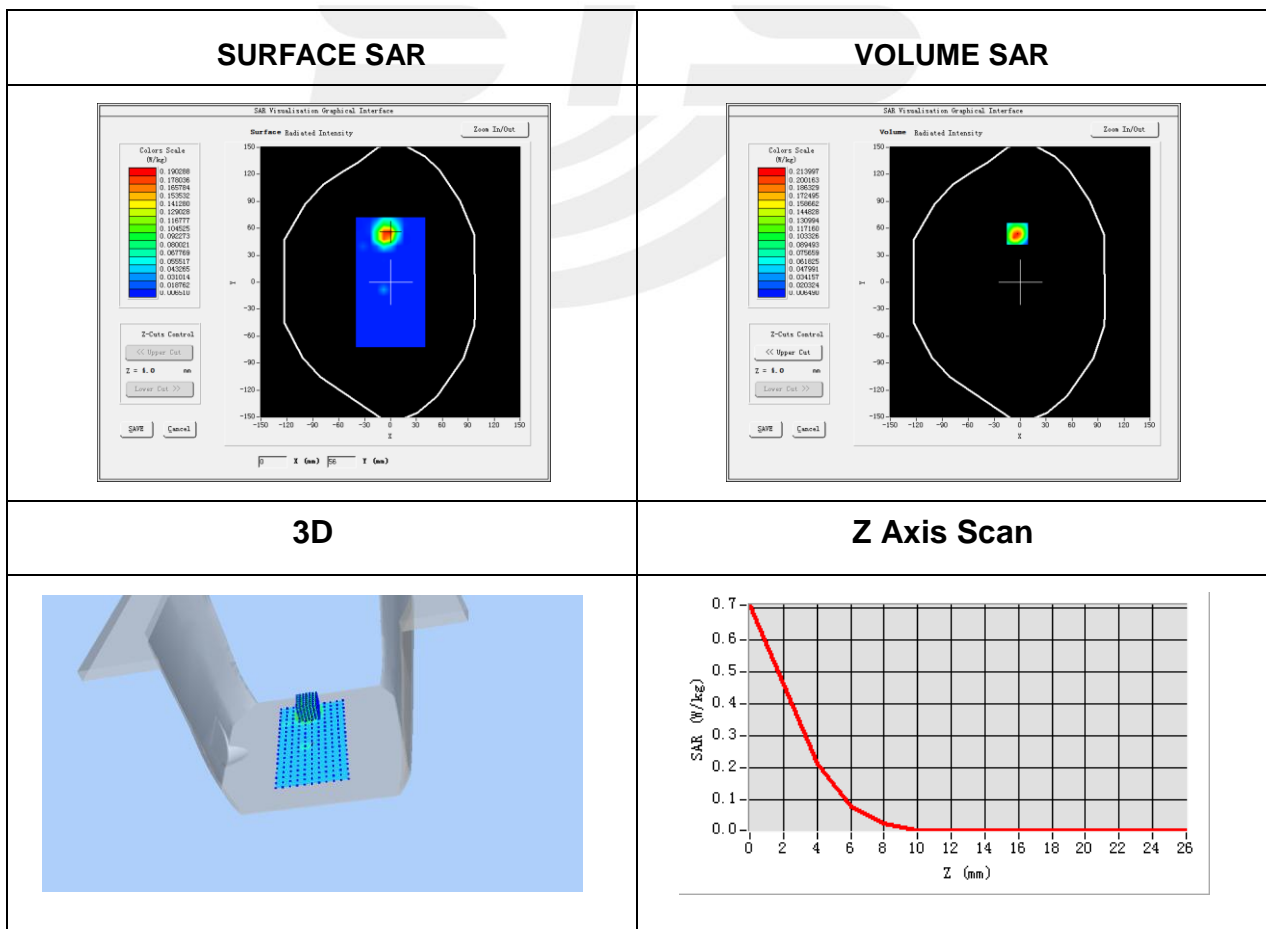 SURFACE SAR
VOLUME SAR
SAR Visualisation Graphical Interface
Surface Radiated Intensity
Zoom In/Out
Colors Scale
(W/kg)
0.190288
0.178036
0.165784
0.153532
0.141280
0.129028
0.116777
0.104525
0.092273
0.080021
0.067769
0.055517
0.043265
0.031014
0.018762
0.006510
150
120
90
60
30
0
-30
-60
-90
-120
-150
Y
-150 -120 -90 -60 -30 0 30 60 90 120 150
X
Z-Cuts Control
<< Upper Cut
Lower Cut >>
SAVE Cancel
0 X (mm) 56 Y (mm)
SAR Visualisation Graphical Interface
Volume Radiated Intensity
Zoom In/Out
Colors Scale
(W/kg)
0.213997
0.200163
0.186329
0.172495
0.158662
0.144828
0.130994
0.117160
0.103326
0.089493
0.075659
0.061825
0.047991
0.034157
0.020324
0.006490
150
120
90
60
30
0
-30
-60
-90
-120
-150
Y
-150 -120 -90 -60 -30 0 30 60 90 120 150
X
Z-Cuts Control
<< Upper Cut
Lower Cut >>
SAVE Cancel
3D
Z Axis Scan
0.7
0.6
0.5
0.4
0.3
0.2
0.1
0.0
SAR (W/kg)
0 2 4 6 8 10 12 14 16 18 20 22 24 26
Z (mm)